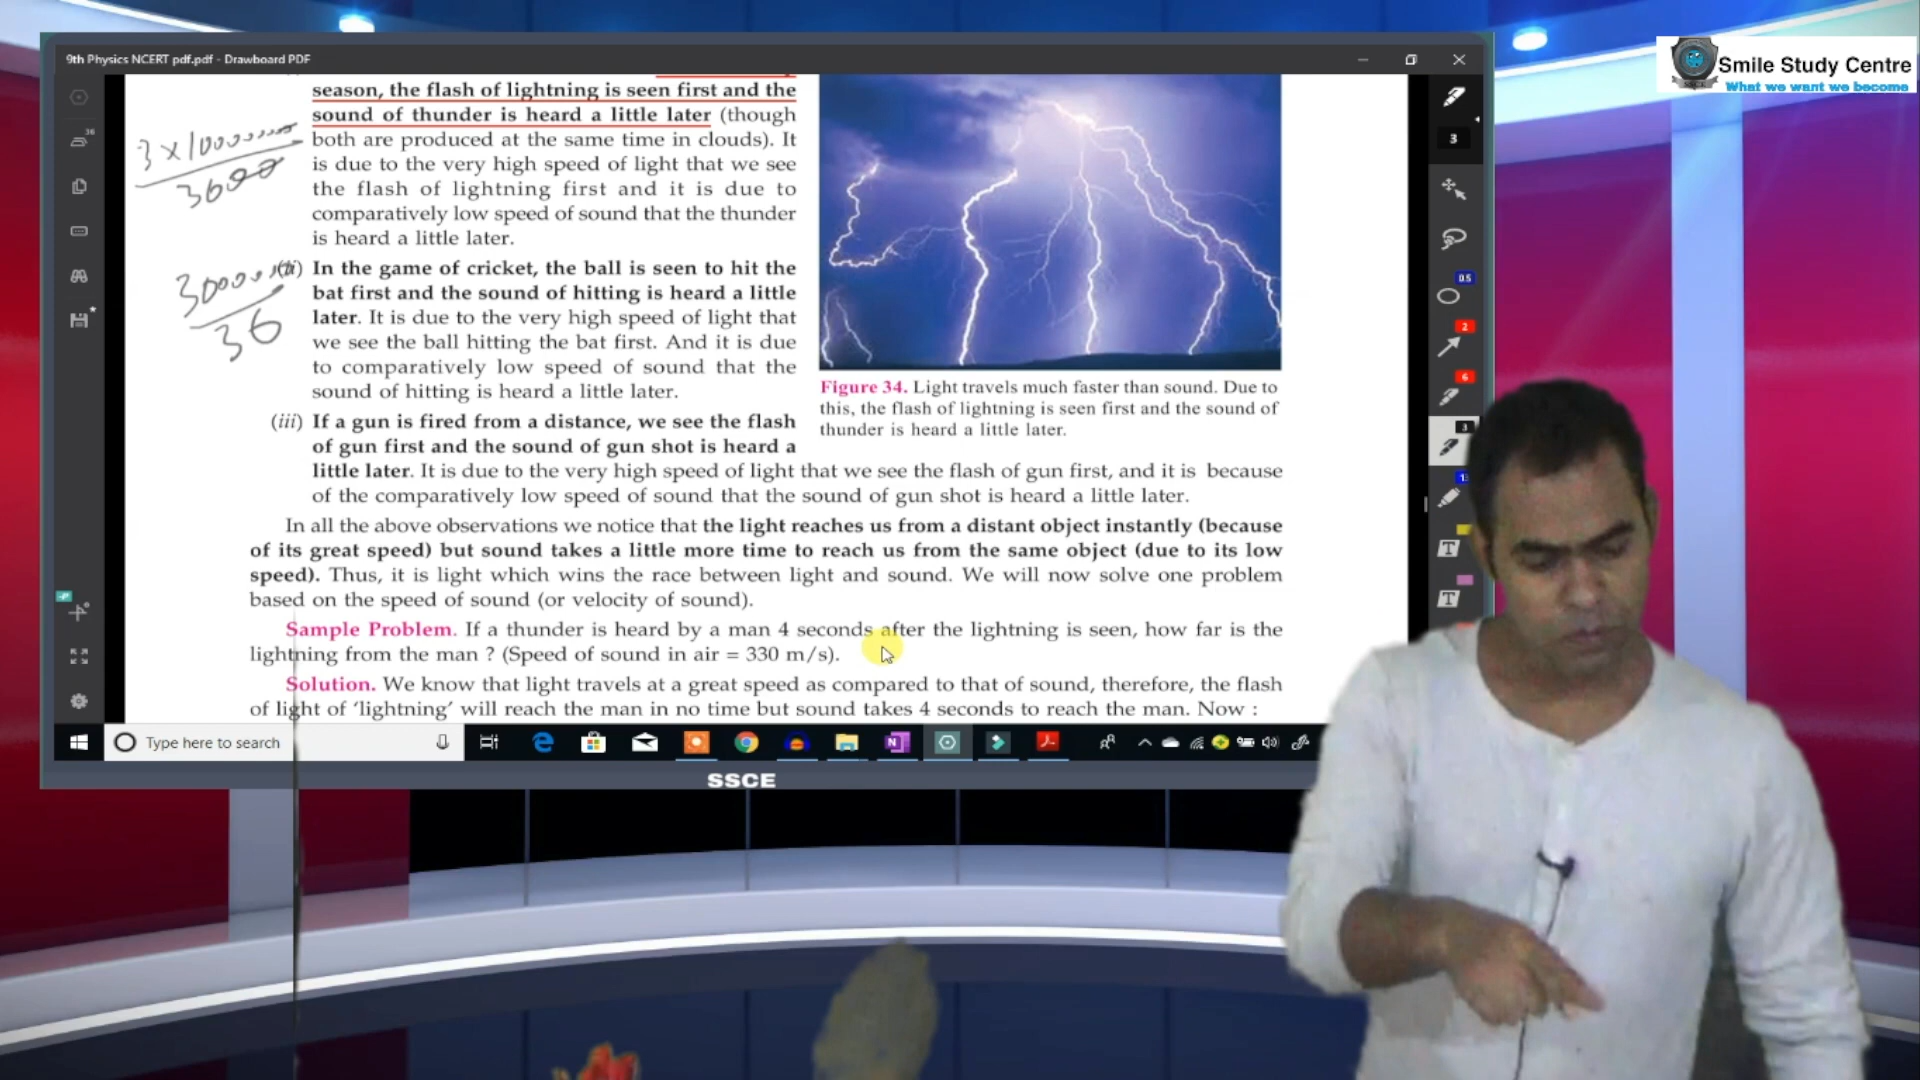 9th Physics NCERT pdf.pdf - Drawboard PDF
Smile Study Centre
What we want we become
season, the flash of lightning is seen first and the
sound of thunder is heard a little later (though
both are produced at the same time in clouds). It
is due to the very high speed of light that we see
the flash of lightning first and it is due to
comparatively low speed of sound that the thunder
is heard a little later.
In the game of cricket, the ball is seen to hit the
bat first and the sound of hitting is heard a little
later. It is due to the very high speed of light that
we see the ball hitting the bat first. And it is due
to comparatively low speed of sound that the
sound of hitting is heard a little later.
(iii) If a gun is fired from a distance, we see the flash
of gun first and the sound of gun shot is heard a
little later. It is due to the very high speed of light that we see the flash of gun first, and it is because
of the comparatively low speed of sound that the sound of gun shot is heard a little later.
Figure 34. Light travels much faster than sound. Due to
this, the flash of lightning is seen first and the sound of
thunder is heard a little later.
In all the above observations we notice that the light reaches us from a distant object instantly (because
of its great speed) but sound takes a little more time to reach us from the same object (due to its low
speed). Thus, it is light which wins the race between light and sound. We will now solve one problem
based on the speed of sound (or velocity of sound).
Sample Problem. If a thunder is heard by a man 4 seconds after the lightning is seen, how far is the
lightning from the man ? (Speed of sound in air = 330 m/s).
Solution. We know that light travels at a great speed as compared to that of sound, therefore, the flash
of light of ‘lightning’ will reach the man in no time but sound takes 4 seconds to reach the man. Now :
3600
36
3
0.5
2
6
3
Type here to search
SSCE